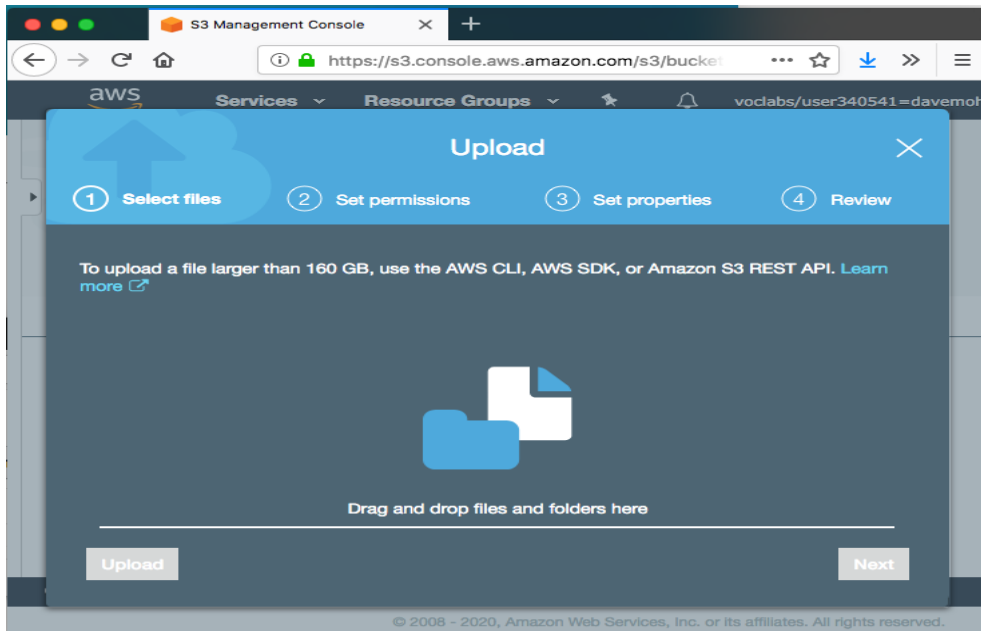 S3 Management Console
https://s3.console.aws.amazon.com/s3/bucket
aws Services Resource Groups voclabs/user340541=davemoh
Upload
1 Select files 2 Set permissions 3 Set properties 4 Review
To upload a file larger than 160 GB, use the AWS CLI, AWS SDK, or Amazon S3 REST API. Learn
more
Drag and drop files and folders here
Upload Next
© 2008 - 2020, Amazon Web Services, Inc. or its affiliates. All rights reserved.